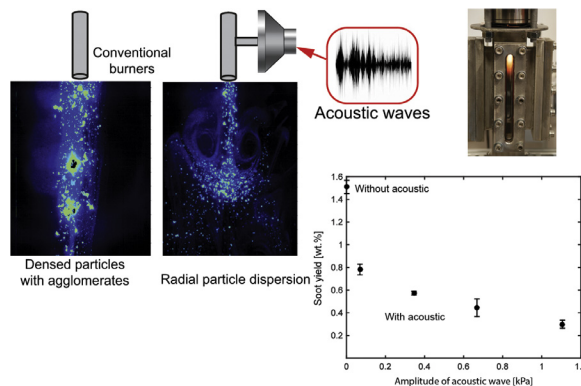 Conventional
burners
Acoustic waves
Densed particles
with agglomerates
Radial particle dispersion
Soot yield [wt.%]
1.6
1.4
1.2
1
0.8
0.6
0.4
0.2
Without acoustic
With acoustic
0
0.2
0.4
0.6
0.8
1
1.2
Amplitude of acoustic wave [kPa]